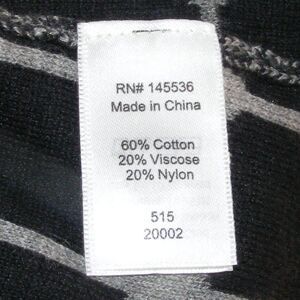 RN# 145536
Made in China
60% Cotton
20% Viscose
20% Nylon
515
20002